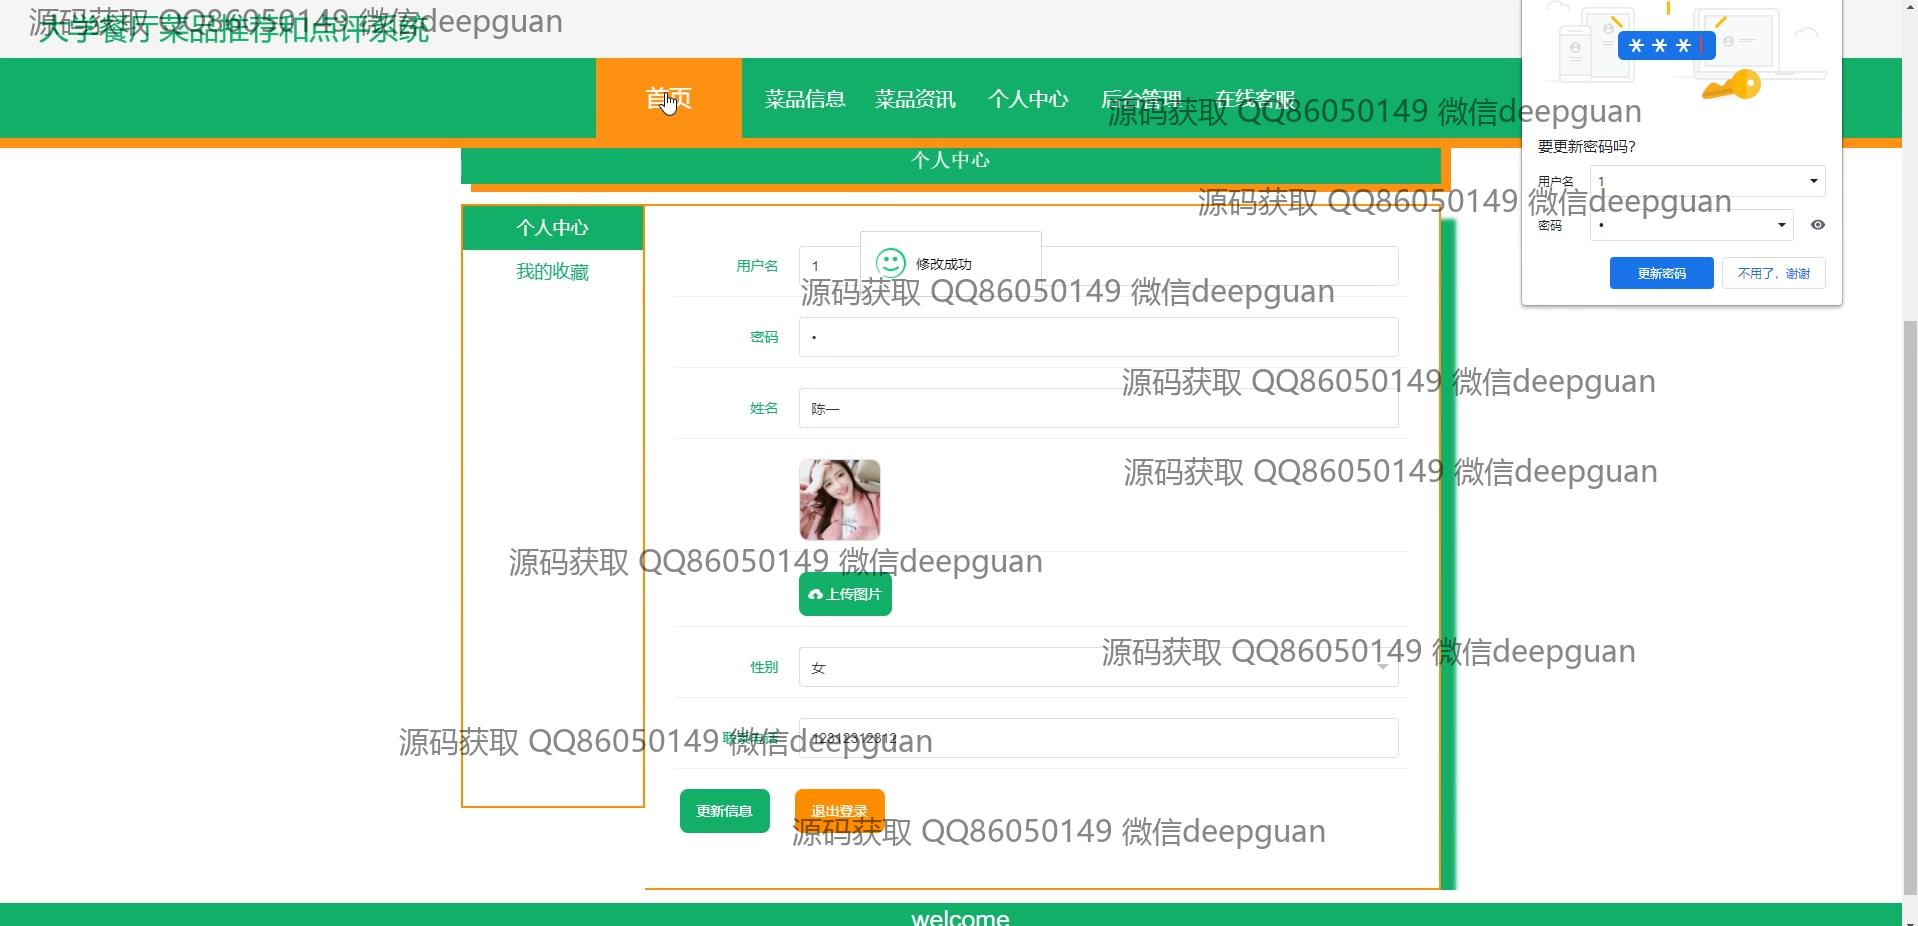 大学餐厅菜品推荐和点评系统
源码获取 QQ86050149 微信deepguan
首页 菜品信息 菜品资讯 个人中心 后台管理 在线客服
源码获取 QQ86050149 微信deepguan
要更新密码吗?
用户名 1
密码 •
更新密码 不用了，谢谢
个人中心
源码获取 QQ86050149 微信deepguan
个人中心
我的收藏
用户名 1
修改成功
源码获取 QQ86050149 微信deepguan
密码 •
源码获取 QQ86050149 微信deepguan
姓名 陈一
源码获取 QQ86050149 微信deepguan
源码获取 QQ86050149 微信deepguan
上传图片
源码获取 QQ86050149 微信deepguan
性别 女
联系电话 12312312312
源码获取 QQ86050149 微信deepguan
更新信息 退出登录
源码获取 QQ86050149 微信deepguan
welcome